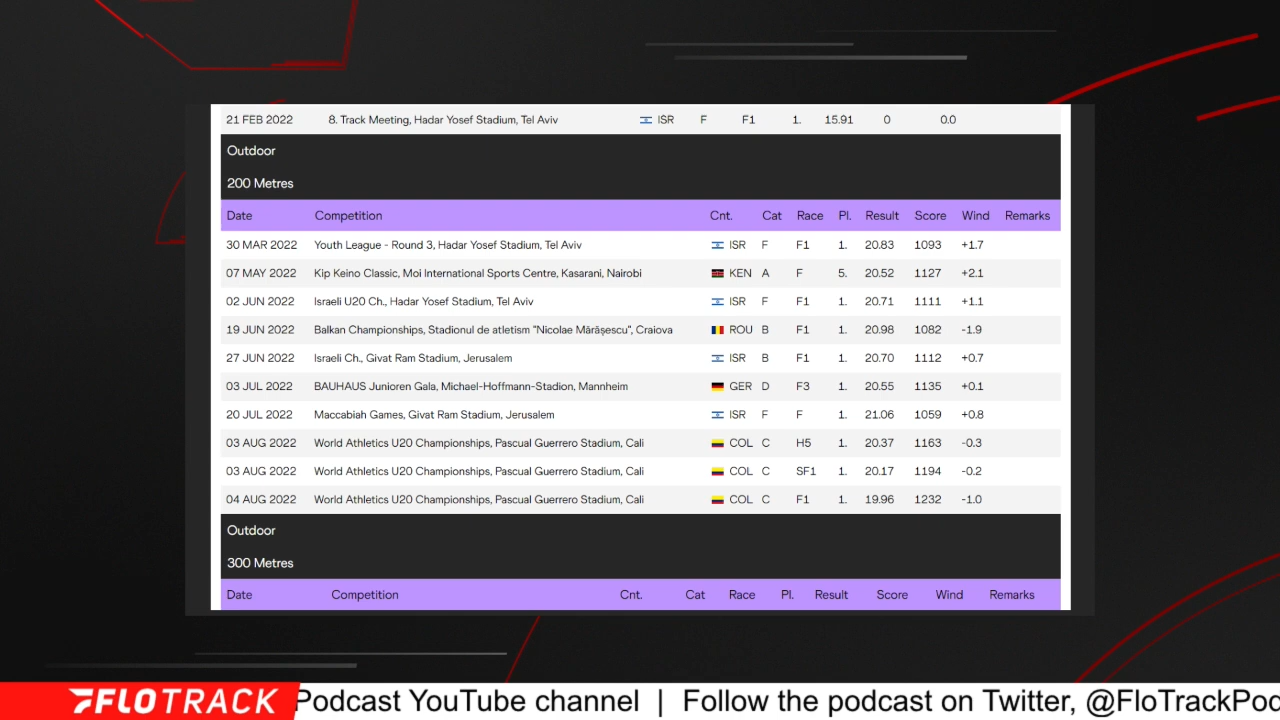 21 FEB 2022 8. Track Meeting, Hadar Yosef Stadium, Tel Aviv ISR F F1 1. 15.91 0 0.0
Outdoor
200 Metres
Date Competition Cnt. Cat Race Pl. Result Score Wind Remarks
30 MAR 2022 Youth League - Round 3, Hadar Yosef Stadium, Tel Aviv ISR F F1 1. 20.83 1093 +1.7
07 MAY 2022 Kip Keino Classic, Moi International Sports Centre, Kasarani, Nairobi KEN A F 5. 20.52 1127 +2.1
02 JUN 2022 Israeli U20 Ch., Hadar Yosef Stadium, Tel Aviv ISR F F1 1. 20.71 1111 +1.1
19 JUN 2022 Balkan Championships, Stadionul de atletism "Nicolae Mărășescu", Craiova ROU B F1 1. 20.98 1082 -1.9
27 JUN 2022 Israeli Ch., Givat Ram Stadium, Jerusalem ISR B F1 1. 20.70 1112 +0.7
03 JUL 2022 BAUHAUS Junioren Gala, Michael-Hoffmann-Stadion, Mannheim GER D F3 1. 20.55 1135 +0.1
20 JUL 2022 Maccabiah Games, Givat Ram Stadium, Jerusalem ISR F F 1. 21.06 1059 +0.8
03 AUG 2022 World Athletics U20 Championships, Pascual Guerrero Stadium, Cali COL C H5 1. 20.37 1163 -0.3
03 AUG 2022 World Athletics U20 Championships, Pascual Guerrero Stadium, Cali COL C SF1 1. 20.17 1194 -0.2
04 AUG 2022 World Athletics U20 Championships, Pascual Guerrero Stadium, Cali COL C F1 1. 19.96 1232 -1.0
Outdoor
300 Metres
Date Competition Cnt. Cat Race Pl. Result Score Wind Remarks
FLOTRACK Podcast YouTube channel | Follow the podcast on Twitter, @FloTrackPod